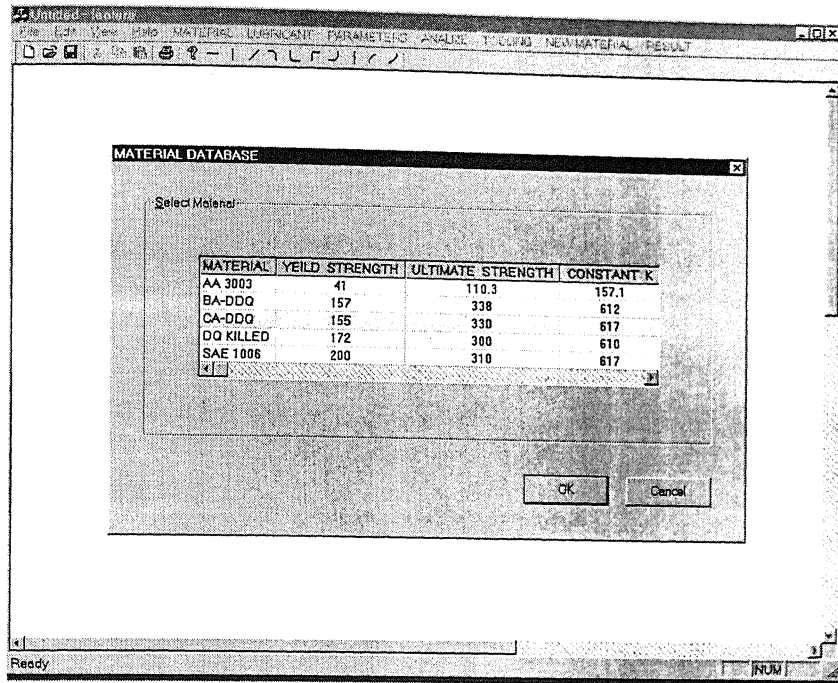 Untitled -
File Edit View Help MATERIAL LUBRICANT PARAMETERS ANALISE TOOLING NEW MATERIAL RESULT
MATERIAL DATABASE
Select Material
MATERIAL YEILD STRENGTH ULTIMATE STRENGTH CONSTANT K
AA 3003 41 110.3 157.1
BA-DDQ 157 338 612
CA-DDQ 155 330 617
DQ KILLED 172 300 610
SAE 1006 200 310 617
OK Cancel
Ready NUM